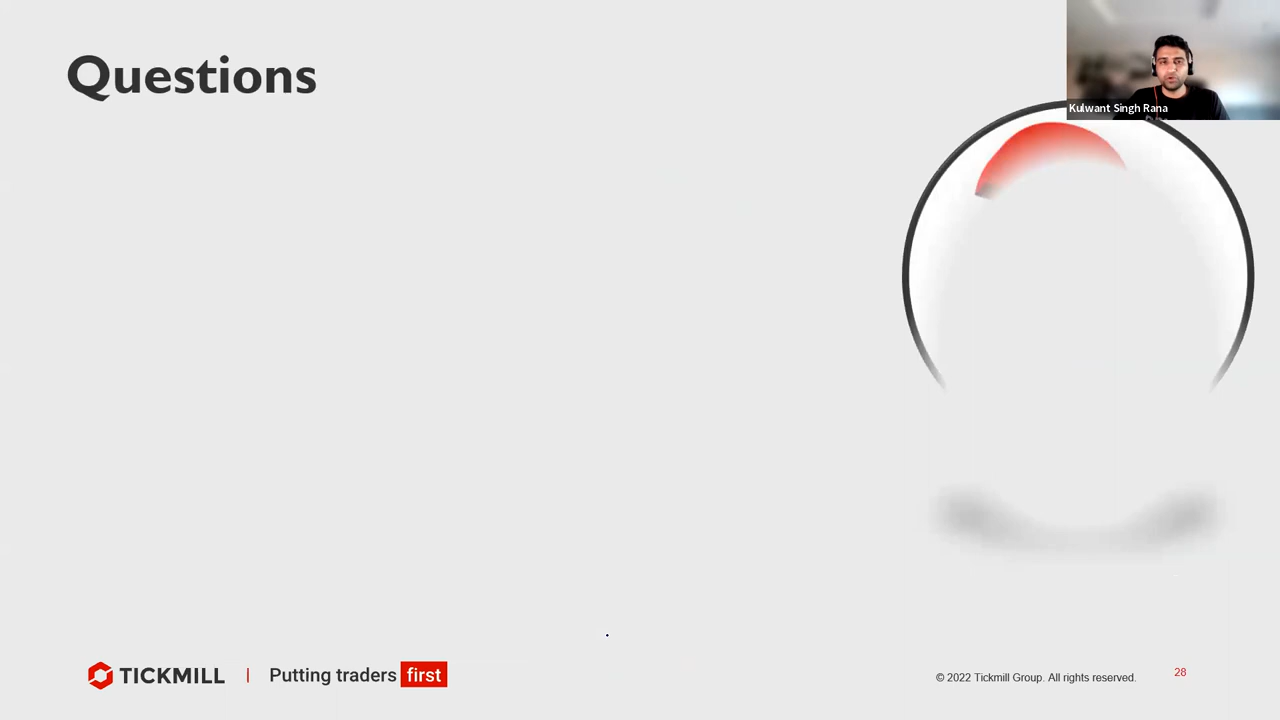 Questions
Kulwant Singh Rana
TICKMILL | Putting traders first
© 2022 Tickmill Group. All rights reserved.
28